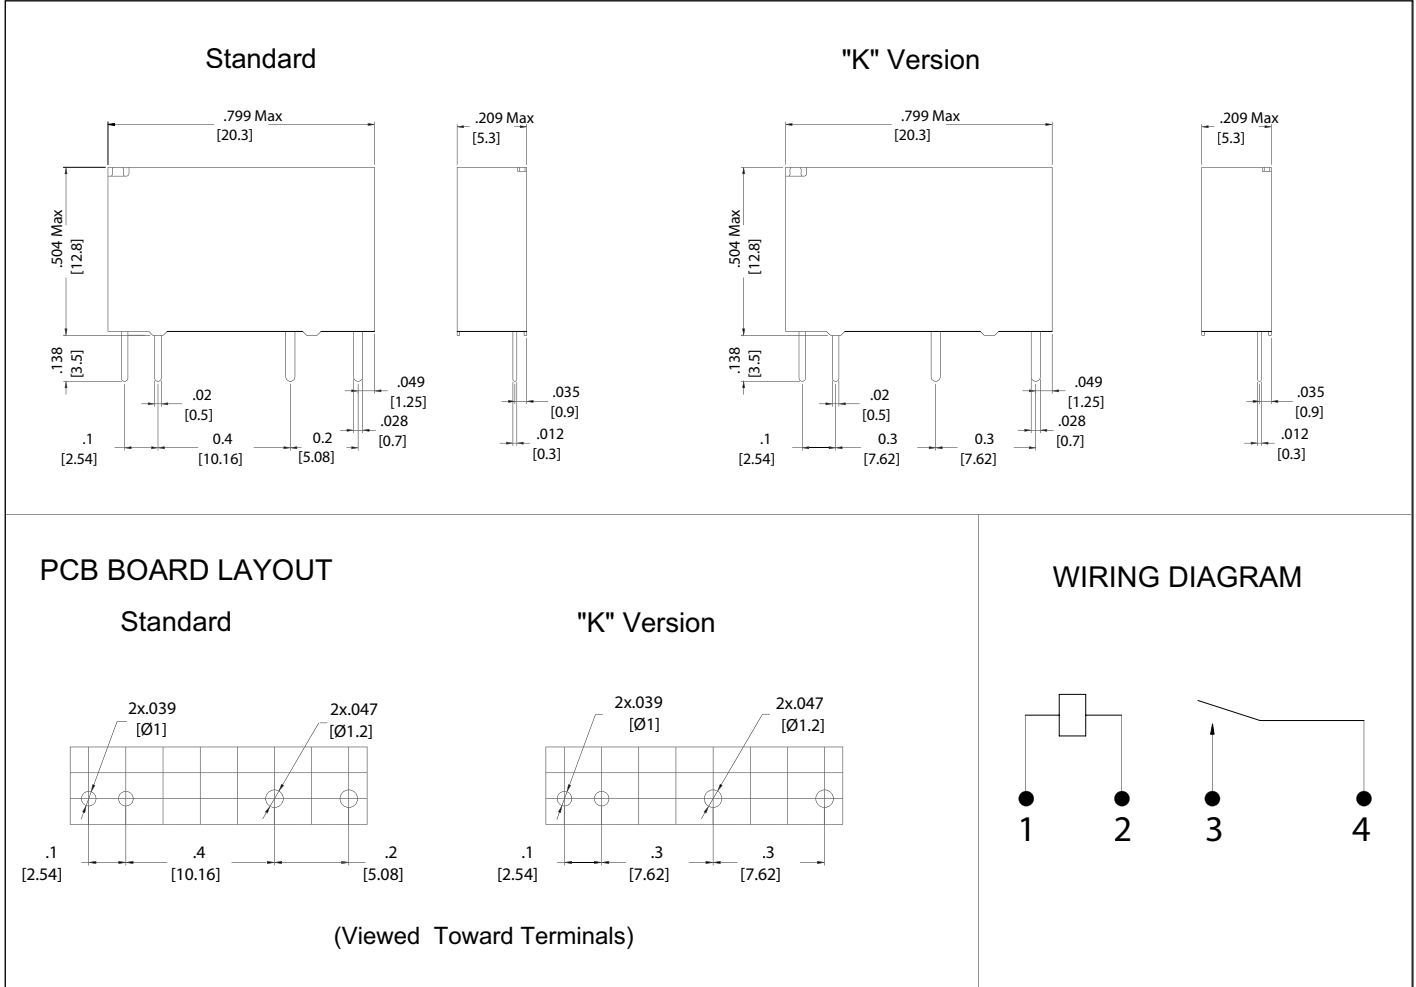 Standard
"K" Version
.799 Max
[20.3]
.209 Max
[5.3]
.799 Max
[20.3]
.209 Max
[5.3]
.504 Max
[12.8]
.504 Max
[12.8]
.138
[3.5]
.138
[3.5]
.02
[0.5]
.049
[1.25]
.028
[0.7]
.1
[2.54]
0.4
[10.16]
0.2
[5.08]
.035
[0.9]
.012
[0.3]
.02
[0.5]
.049
[1.25]
.028
[0.7]
.1
[2.54]
0.3
[7.62]
0.3
[7.62]
.035
[0.9]
.012
[0.3]
PCB BOARD LAYOUT
Standard
"K" Version
2x.039
[Ø1]
2x.047
[Ø1.2]
2x.039
[Ø1]
2x.047
[Ø1.2]
.1
[2.54]
.4
[10.16]
.2
[5.08]
.1
[2.54]
.3
[7.62]
.3
[7.62]
(Viewed Toward Terminals)
WIRING DIAGRAM
1 2 3 4